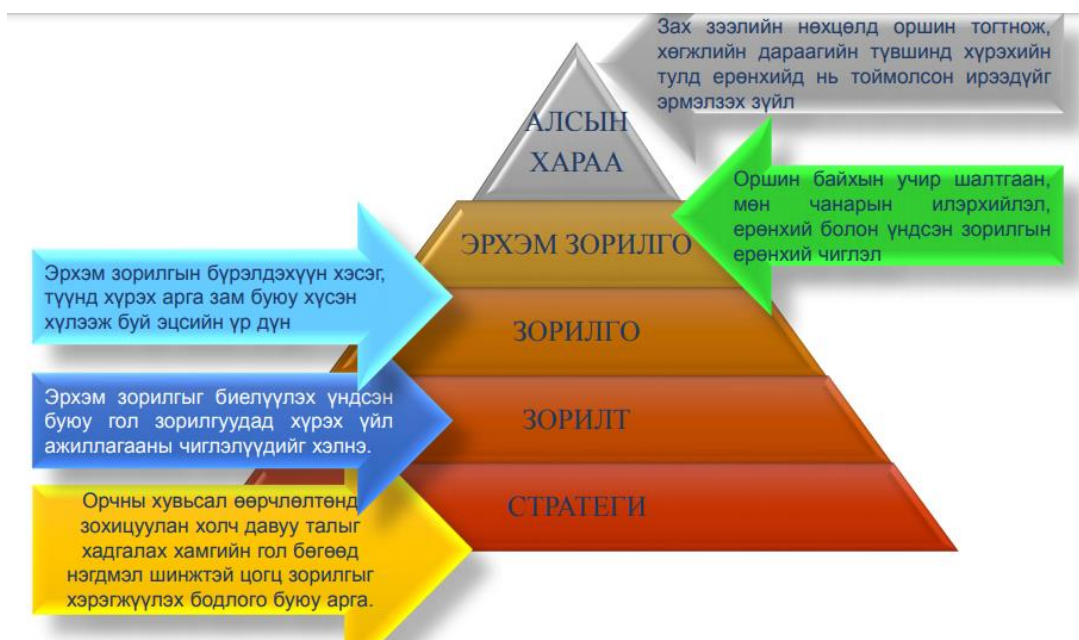 Зах зээлийн нөхцөлд оршин тогтнож,
хөгжлийн дараагийн түвшинд хүрэхийн
тулд ерөнхийд нь тоймолсон ирээдүйг
эрмэлзэх зүйл
АЛСЫН
ХАРАА
Оршин байхын учир шалтгаан,
мөн чанарын илэрхийлэл,
ерөнхий болон үндсэн зорилгын
ерөнхий чиглэл
ЭРХЭМ ЗОРИЛГО
Эрхэм зорилгын бүрэлдэхүүн хэсэг,
түүнд хүрэх арга зам буюу хүсэн
хүлээж буй эцсийн үр дүн
ЗОРИЛГО
Эрхэм зорилгыг биелүүлэх үндсэн
буюу гол зорилгуудад хүрэх үйл
ажиллагааны чиглэлүүдийг хэлнэ.
ЗОРИЛТ
Орчны хувьсал өөрчлөлтөнд
зохицуулан холч давуу талыг
хадгалах хамгийн гол бөгөөд
нэгдмэл шинжтэй цогц зорилгыг
хэрэгжүүлэх бодлого буюу арга.
СТРАТЕГИ